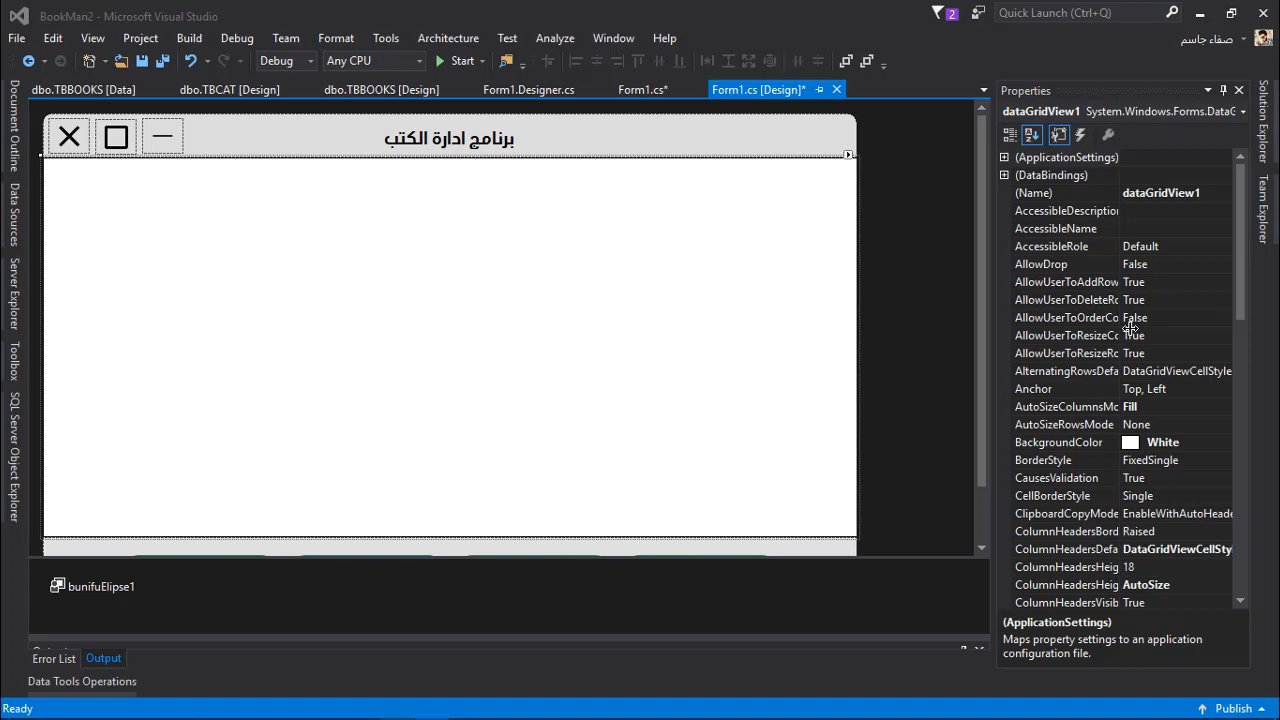 BookMan2 - Microsoft Visual Studio
2
Quick Launch (Ctrl+Q)
File Edit View Project Build Debug Team Format Tools Architecture Test Analyze Window Help
صفاء جاسم
Debug Any CPU Start
dbo.TBBOOKS [Data] dbo.TBCAT [Design] dbo.TBBOOKS [Design] Form1.Designer.cs Form1.cs* Form1.cs [Design]*
Document Outline
Data Sources
Server Explorer
Toolbox
SQL Server Object Explorer
برنامج ادارة الكتب
bunifuElipse1
Error List Output
Data Tools Operations
Ready
Publish
Properties
dataGridView1 System.Windows.Forms.DataG
(ApplicationSettings)
(DataBindings)
(Name) dataGridView1
AccessibleDescription
AccessibleName
AccessibleRole Default
AllowDrop False
AllowUserToAddRow True
AllowUserToDeleteRo True
AllowUserToOrderCo False
AllowUserToResizeCo True
AllowUserToResizeRo True
AlternatingRowsDefa DataGridViewCellStyle
Anchor Top, Left
AutoSizeColumnsMo Fill
AutoSizeRowsMode None
BackgroundColor White
BorderStyle FixedSingle
CausesValidation True
CellBorderStyle Single
ClipboardCopyMode EnableWithAutoHeade
ColumnHeadersBord Raised
ColumnHeadersDefa DataGridViewCellSty
ColumnHeadersHeig 18
ColumnHeadersHeig AutoSize
ColumnHeadersVisib True
(ApplicationSettings)
Maps property settings to an application
configuration file.
Solution Explorer
Team Explorer